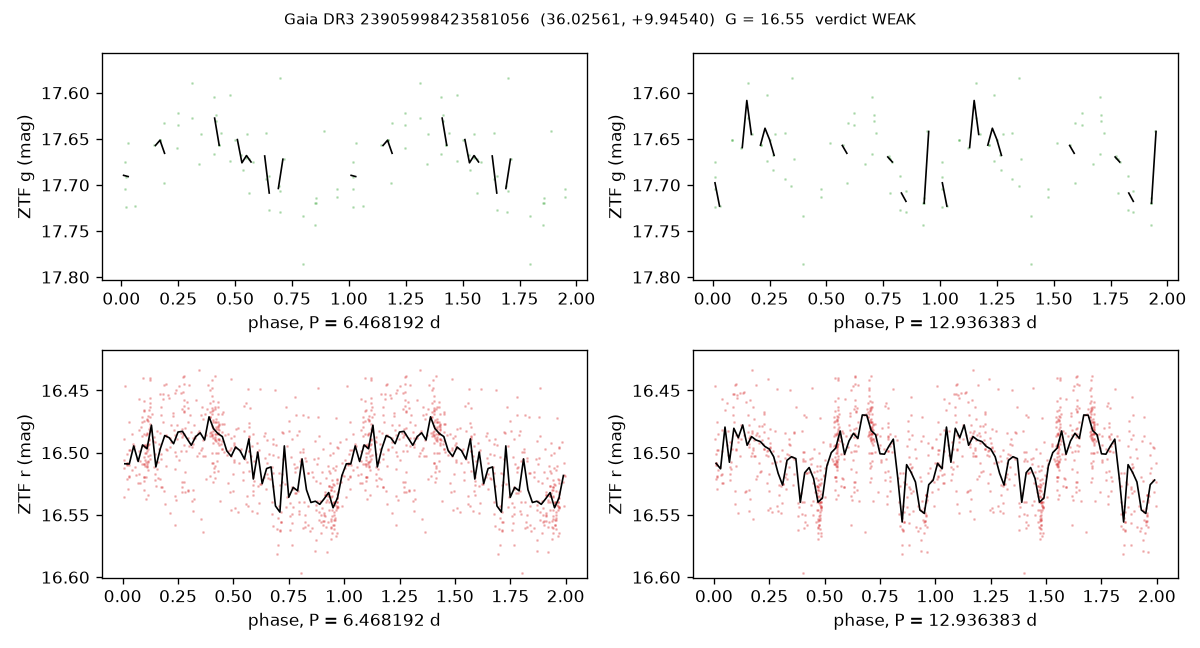 Gaia DR3 23905998423581056  (36.02561, +9.94540)  G = 16.55  verdict WEAK
ZTF g (mag)
17.60
17.65
17.70
17.75
17.80
0.00 0.25 0.50 0.75 1.00 1.25 1.50 1.75 2.00
phase, P = 6.468192 d
ZTF g (mag)
17.60
17.65
17.70
17.75
17.80
0.00 0.25 0.50 0.75 1.00 1.25 1.50 1.75 2.00
phase, P = 12.936383 d
ZTF r (mag)
16.45
16.50
16.55
16.60
0.00 0.25 0.50 0.75 1.00 1.25 1.50 1.75 2.00
phase, P = 6.468192 d
ZTF r (mag)
16.45
16.50
16.55
16.60
0.00 0.25 0.50 0.75 1.00 1.25 1.50 1.75 2.00
phase, P = 12.936383 d